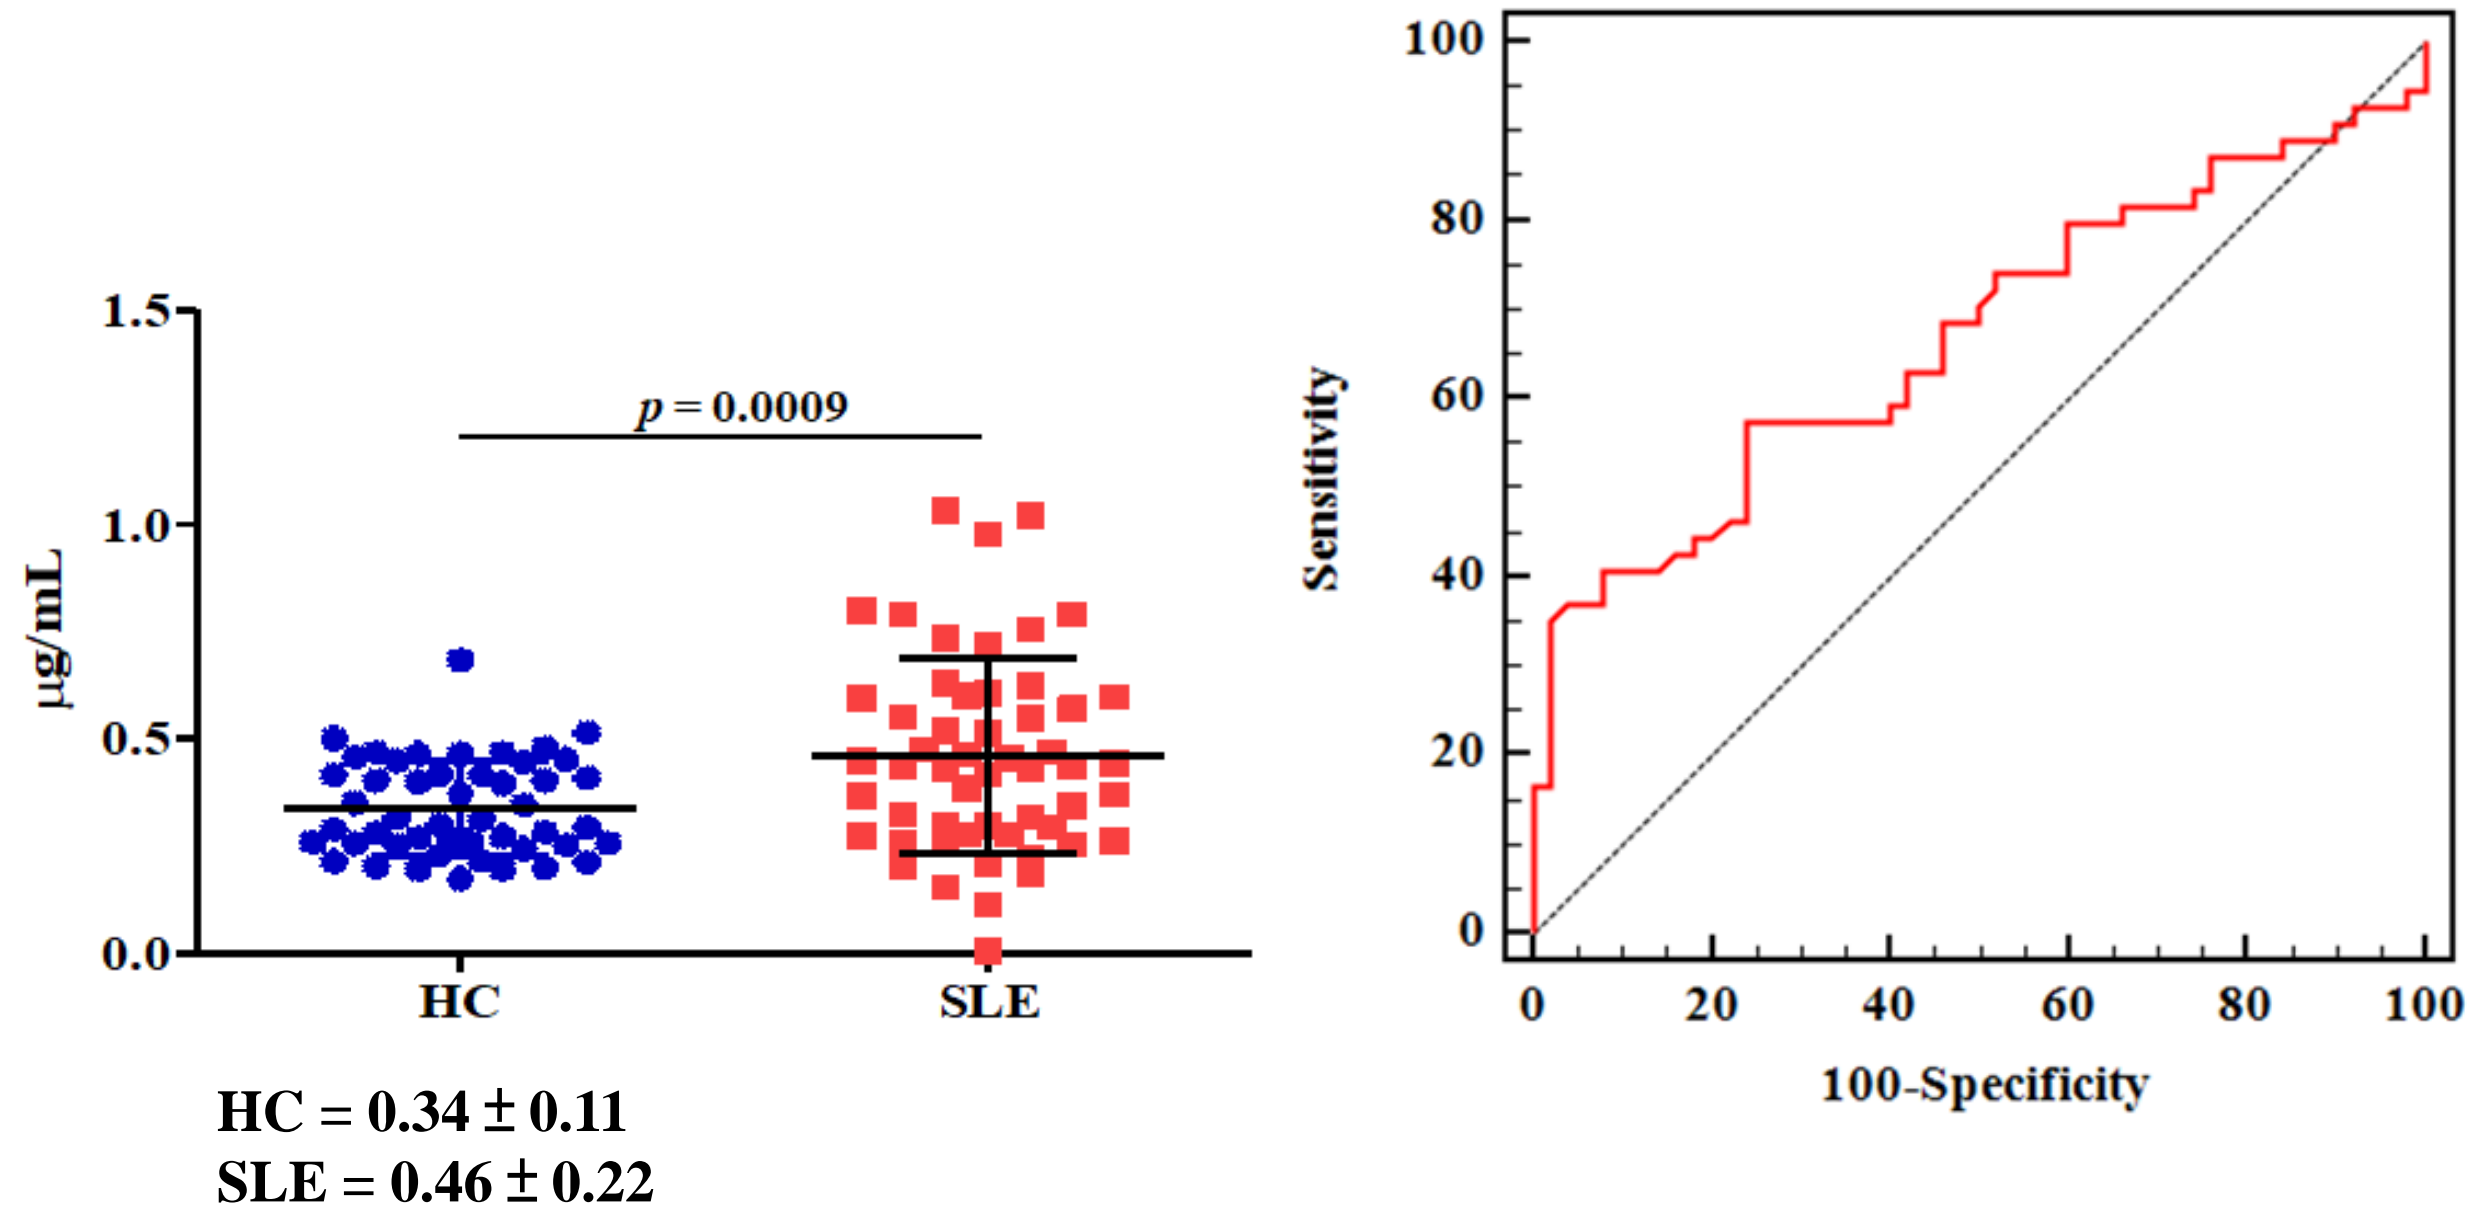 1.5
p = 0.0009
1.0
µg/mL
0.5
0.0
HC SLE
HC = 0.34 ± 0.11
SLE = 0.46 ± 0.22
100
80
60
Sensitivity
40
20
0
0 20 40 60 80 100
100-Specificity